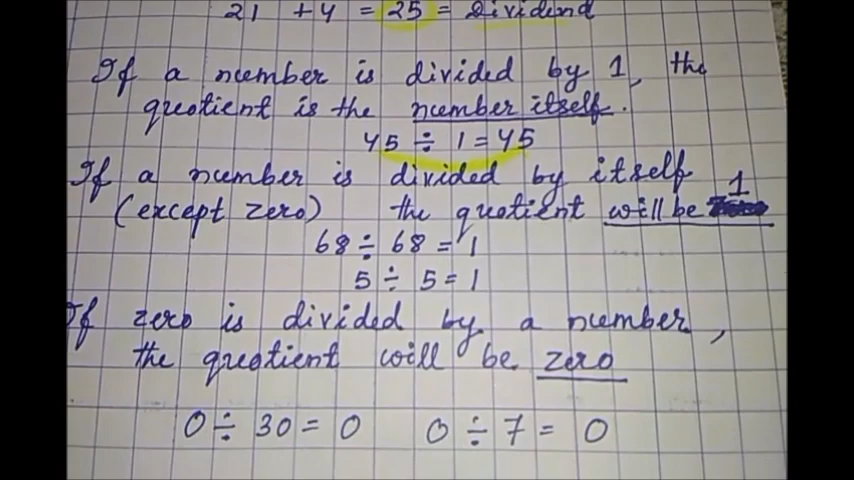 21 + 4 = 25 = Dividend
If a number is divided by 1, the
quotient is the number itself.
45 ÷ 1 = 45
If a number is divided by itself
(except zero) the quotient will be 1
68 ÷ 68 = 1
5 ÷ 5 = 1
If zero is divided by a number,
the quotient will be zero
0 ÷ 30 = 0 0 ÷ 7 = 0